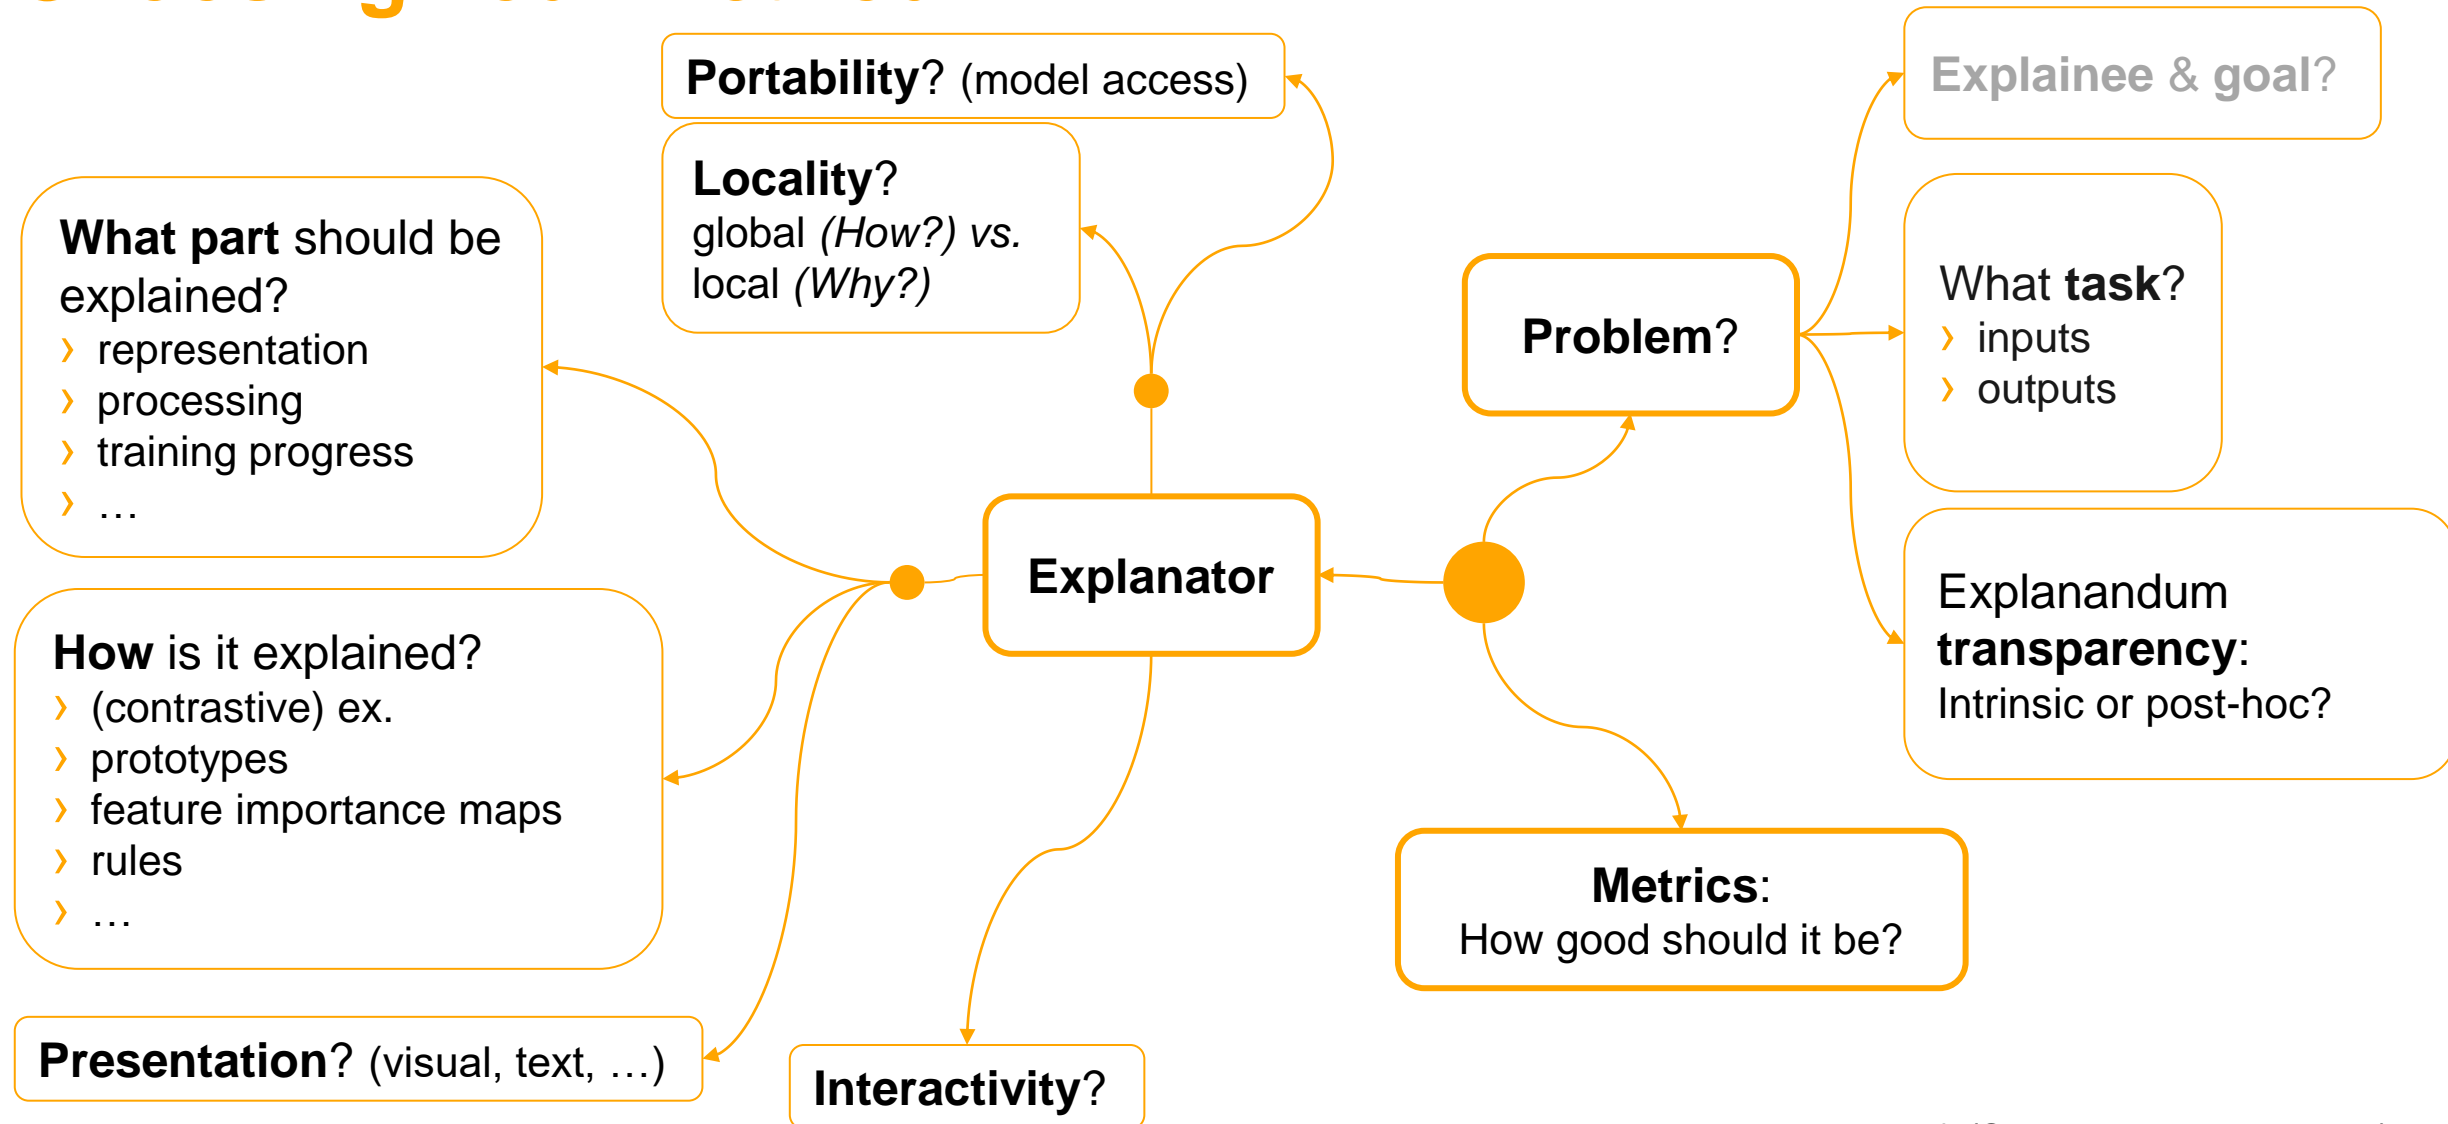 Portability? (model access)
Locality?
global (How?) vs.
local (Why?)
What part should be
explained?
› representation
› processing
› training progress
› …
How is it explained?
› (contrastive) ex.
› prototypes
› feature importance maps
› rules
› …
Presentation? (visual, text, …)
Interactivity?
Explanator
Problem?
Explainee & goal?
What task?
› inputs
› outputs
Explanandum
transparency:
Intrinsic or post-hoc?
Metrics:
How good should it be?